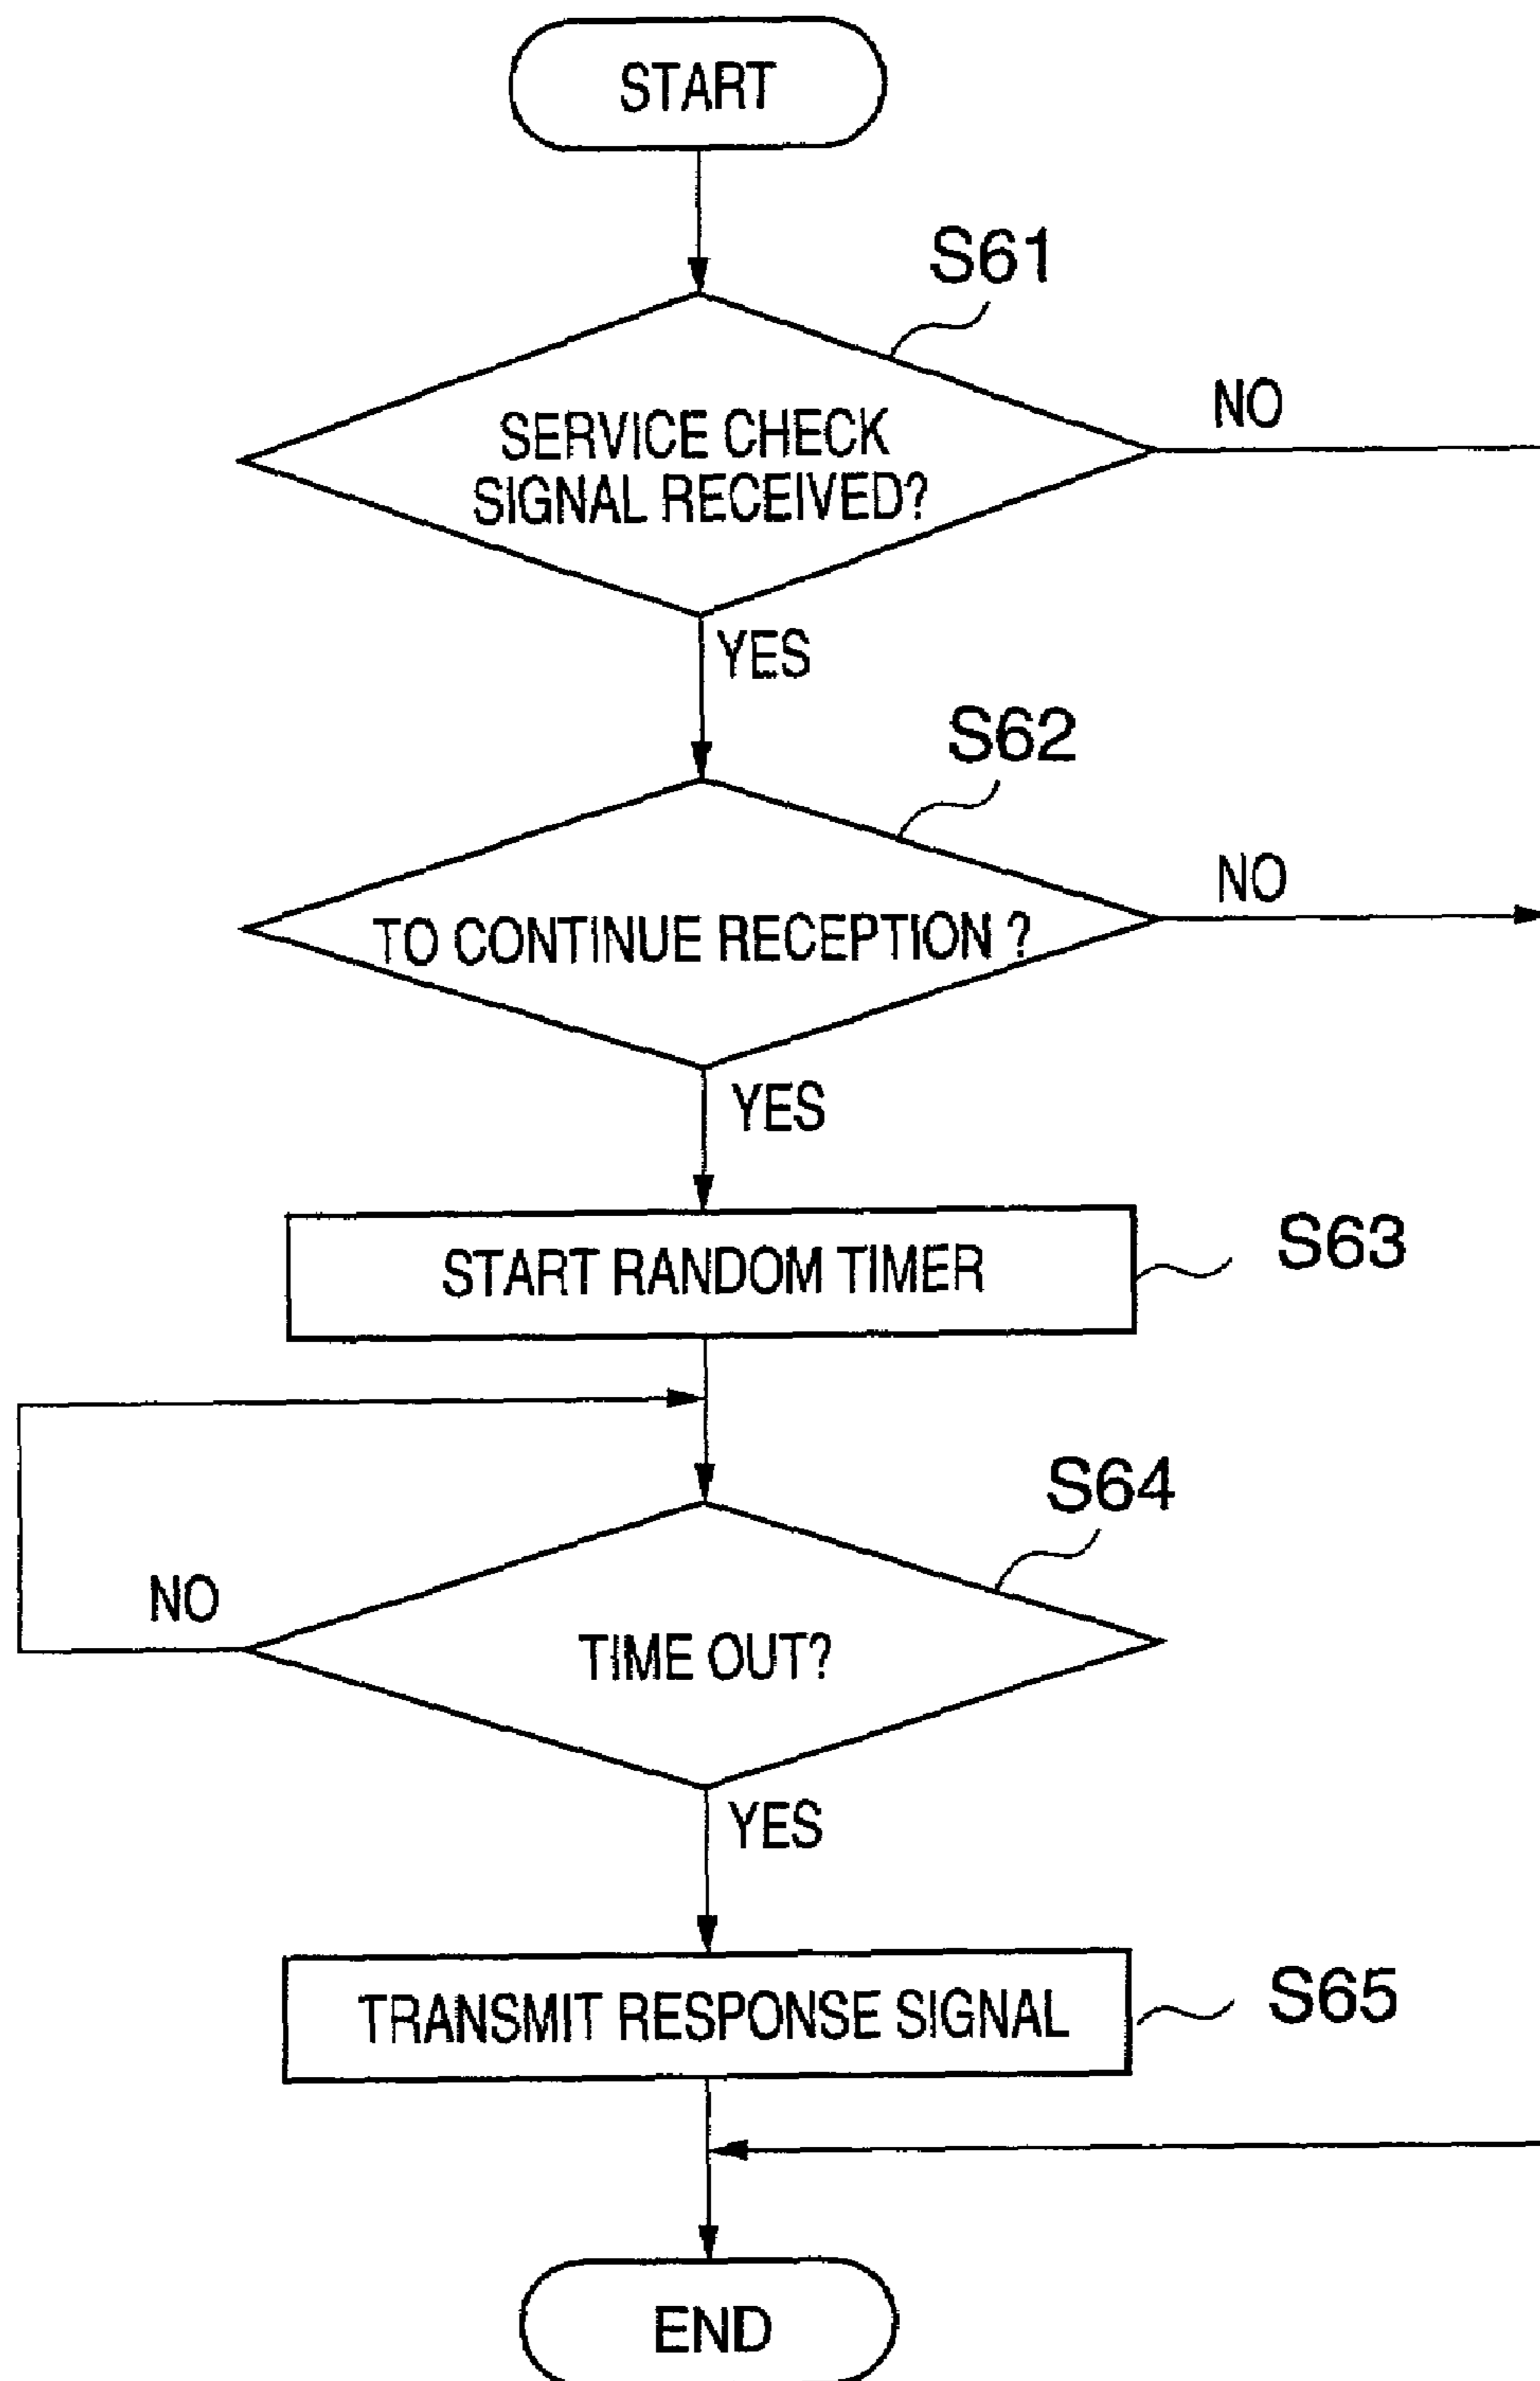 START
S61
NO
SERVICE CHECK
SIGNAL RECEIVED?
YES
S62
NO
TO CONTINUE RECEPTION ?
YES
START RANDOM TIMER
S63
S64
NO
TIME OUT?
YES
TRANSMIT RESPONSE SIGNAL
S65
END